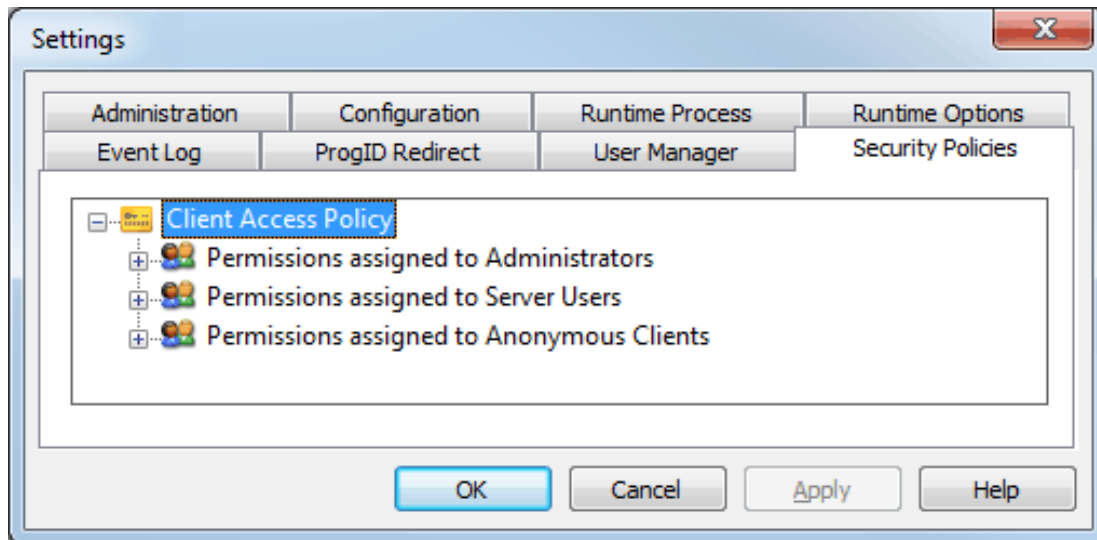 Settings
Administration
Configuration
Runtime Process
Runtime Options
Event Log
ProgID Redirect
User Manager
Security Policies
Client Access Policy
Permissions assigned to Administrators
Permissions assigned to Server Users
Permissions assigned to Anonymous Clients
OK
Cancel
Apply
Help